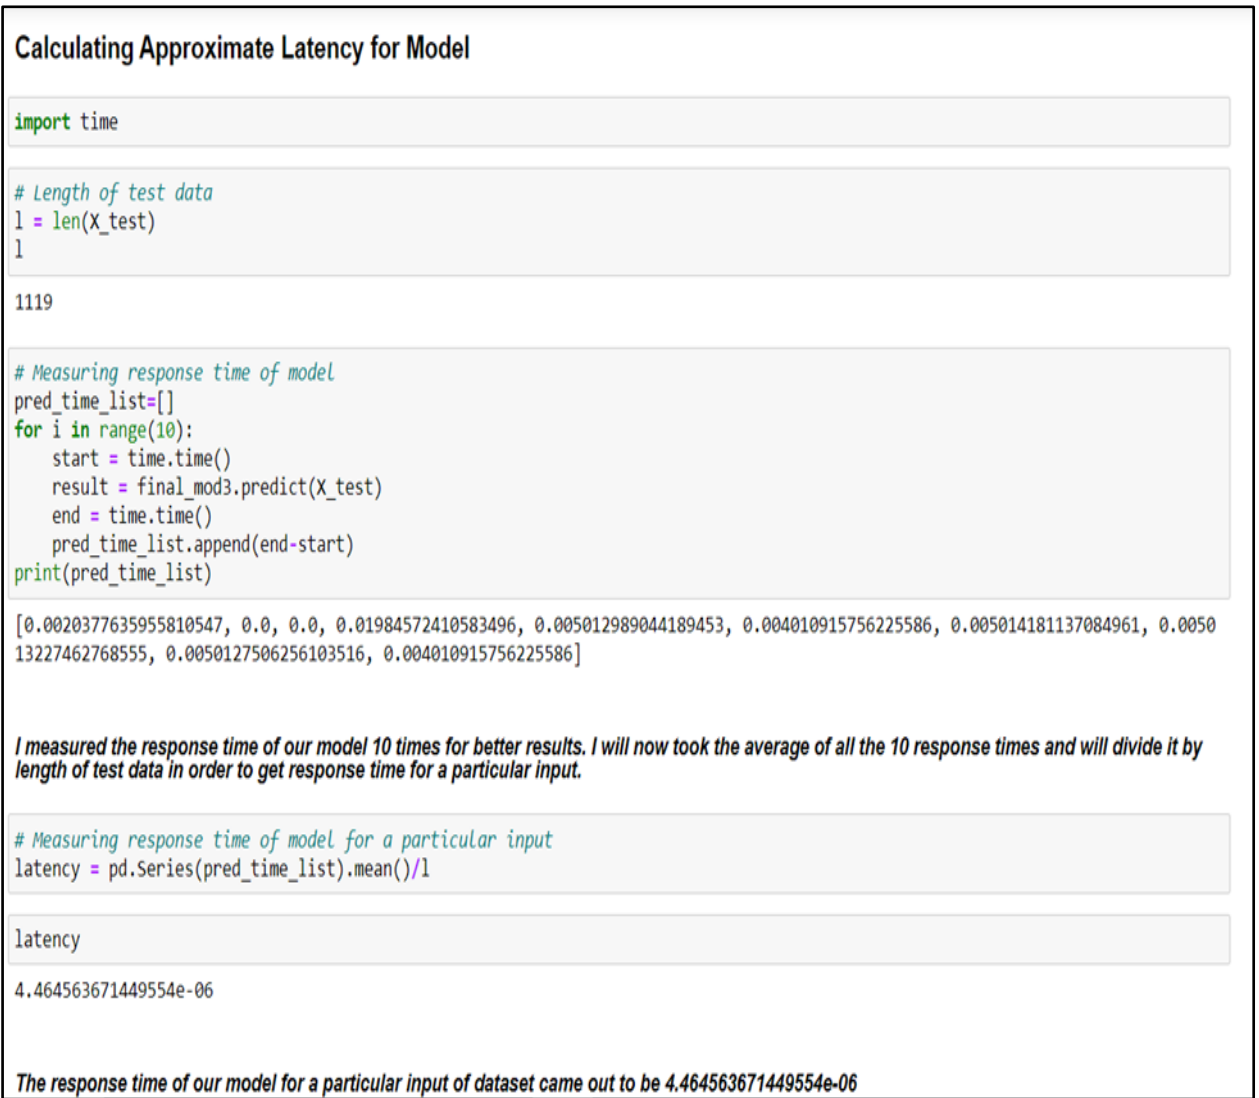 Calculating Approximate Latency for Model
import time
# Length of test data
l = len(X_test)
l
1119
# Measuring response time of model
pred_time_list=[]
for i in range(10):
    start = time.time()
    result = final_mod3.predict(X_test)
    end = time.time()
    pred_time_list.append(end-start)
print(pred_time_list)
[0.0020377635955810547, 0.0, 0.0, 0.01984572410583496, 0.005012989044189453, 0.004010915756225586, 0.005014181137084961, 0.0050
13227462768555, 0.0050127506256103516, 0.004010915756225586]
I measured the response time of our model 10 times for better results. I will now took the average of all the 10 response times and will divide it by
length of test data in order to get response time for a particular input.
# Measuring response time of model for a particular input
latency = pd.Series(pred_time_list).mean()/l
latency
4.464563671449554e-06
The response time of our model for a particular input of dataset came out to be 4.464563671449554e-06